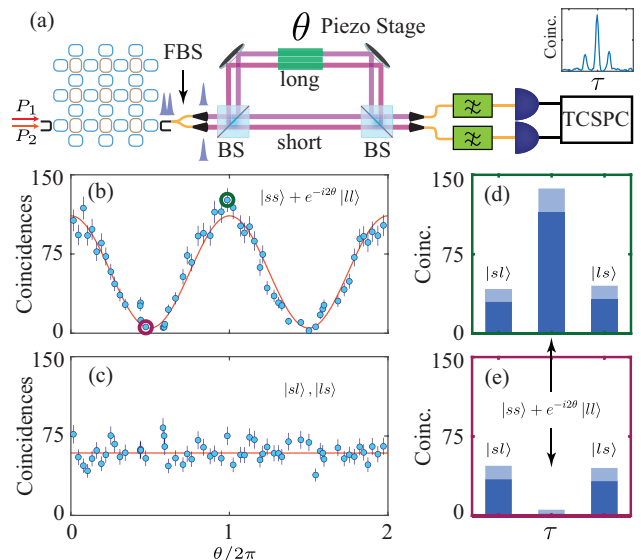 (a)
θ Piezo Stage
FBS
long
short
BS
BS
P₁
P₂
Coinc.
τ
TCSPC
(b)
|ss⟩ + e^{-i2θ} |ll⟩
150
75
0
Coincidences
(c)
|sl⟩, |ls⟩
150
75
0
Coincidences
0
1
2
θ/2π
(d)
150
75
0
Coinc.
|sl⟩
|ls⟩
(e)
|ss⟩ + e^{-i2θ} |ll⟩
150
75
0
Coinc.
|sl⟩
|ls⟩
τ